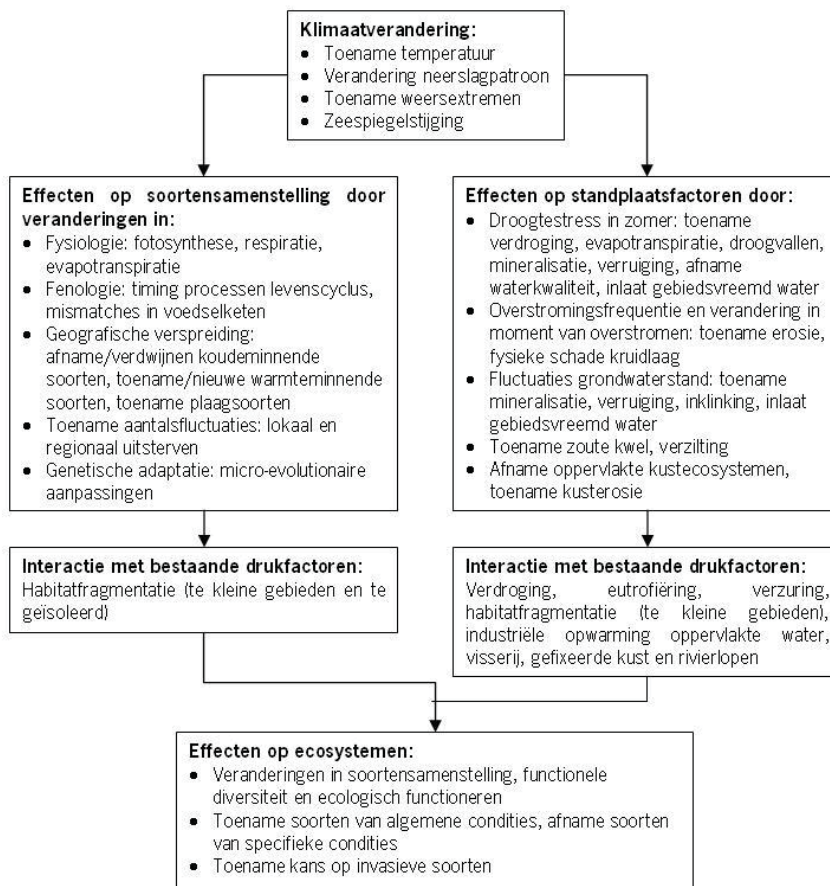 Klimaatverandering:
• Toename temperatuur
• Verandering neerslagpatroon
• Toename weersextremen
• Zeespiegelstijging
Effecten op soortensamenstelling door
veranderingen in:
• Fysiologie: fotosynthese, respiratie,
evapotranspiratie
• Fenologie: timing processen levenscyclus,
mismatches in voedselketen
• Geografische verspreiding:
afname/verdwijnen koudeminnende
soorten, toename/nieuwe warmteminnende
soorten, toename plaagsoorten
• Toename aantalsfluctuaties: lokaal en
regionaal uitsterven
• Genetische adaptatie: micro-evolutionaire
aanpassingen
Effecten op standplaatsfactoren door:
• Droogtestress in zomer: toename
verdroging, evapotranspiratie, droogvallen,
mineralisatie, verruiging, afname
waterkwaliteit, inlaat gebiedsvreemd water
• Overstromingsfrequentie en verandering in
moment van overstromen: toename erosie,
fysieke schade kruidlaag
• Fluctuaties grondwaterstand: toename
mineralisatie, verruiging, inklinking, inlaat
gebiedsvreemd water
• Toename zoute kwel, verzilting
• Afname oppervlakte kustecosystemen,
toename kusterosie
Interactie met bestaande drukfactoren:
Habitatfragmentatie (te kleine gebieden en te
geïsoleerd)
Interactie met bestaande drukfactoren:
Verdroging, eutrofiëring, verzuring,
habitatfragmentatie (te kleine gebieden),
industriële opwarming oppervlakte water,
visserij, gefixeerde kust en rivierlopen
Effecten op ecosystemen:
• Veranderingen in soortensamenstelling, functionele
diversiteit en ecologisch functioneren
• Toename soorten van algemene condities, afname soorten
van specifieke condities
• Toename kans op invasieve soorten